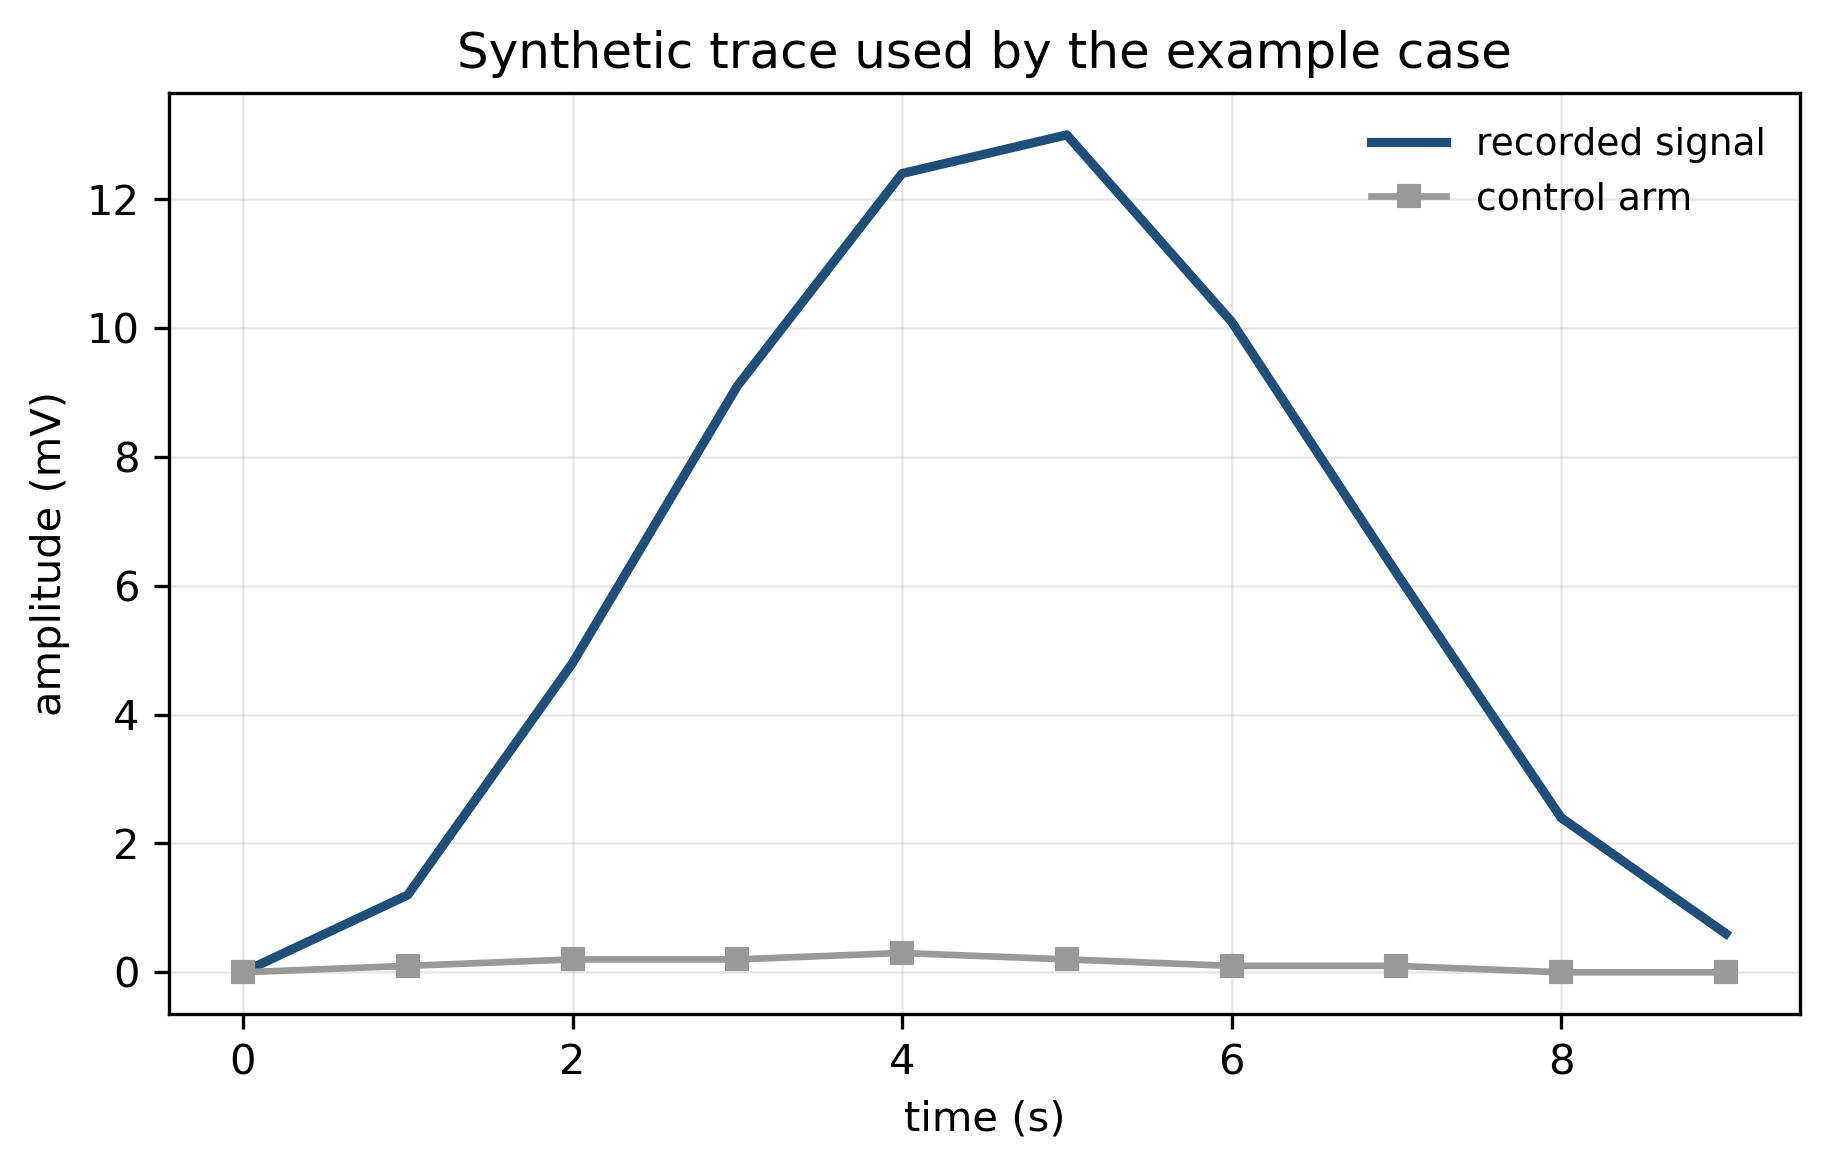 Synthetic trace used by the example case
recorded signal
control arm
12
10
8
6
4
2
0
amplitude (mV)
0 2 4 6 8
time (s)